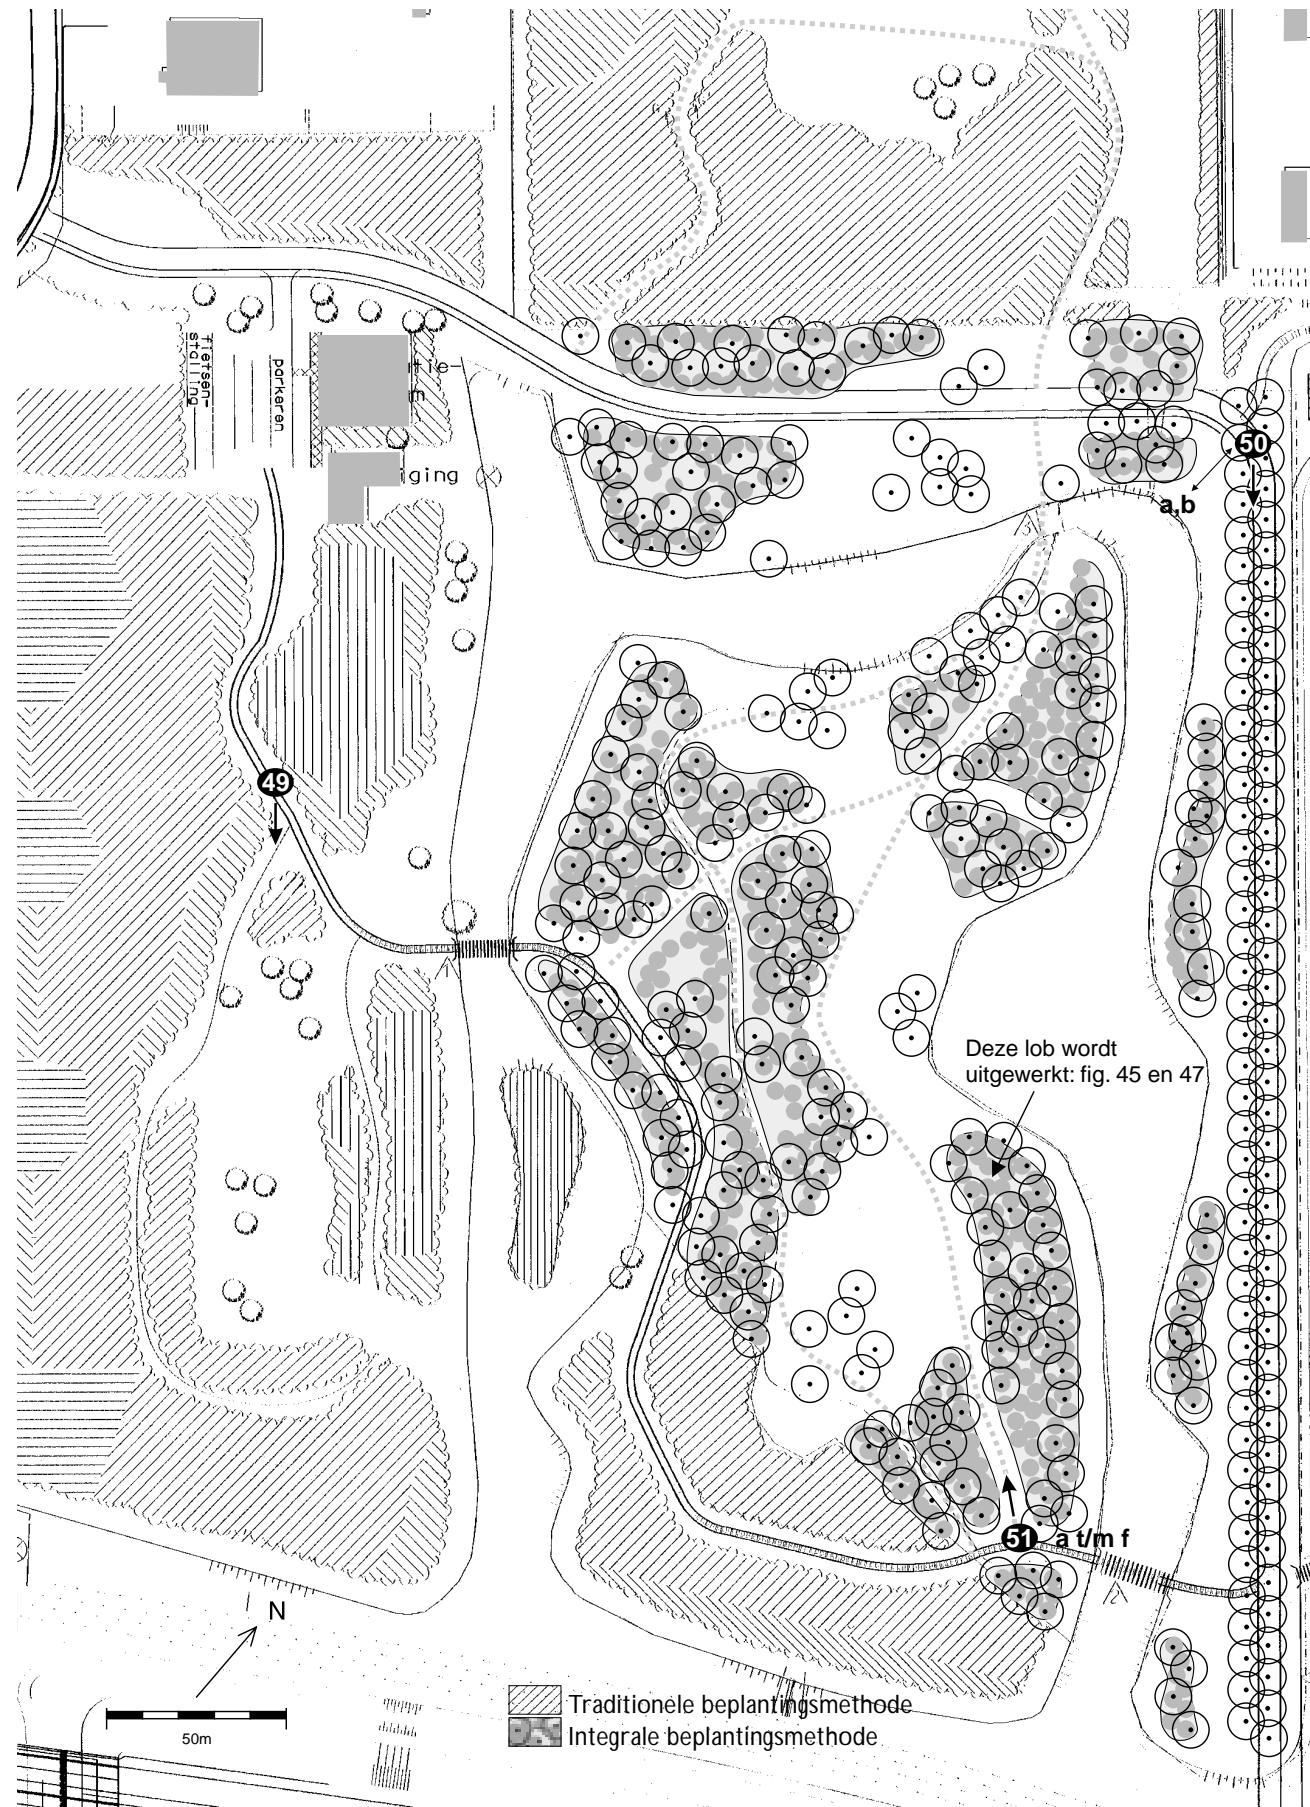 fietsen-
stalling
parkeren
tie-
m
iging
50
a,b
49
Deze lob wordt
uitgewerkt: fig. 45 en 47
51 a t/m f
N
50m
Traditionele beplantingsmethode
Integrale beplantingsmethode